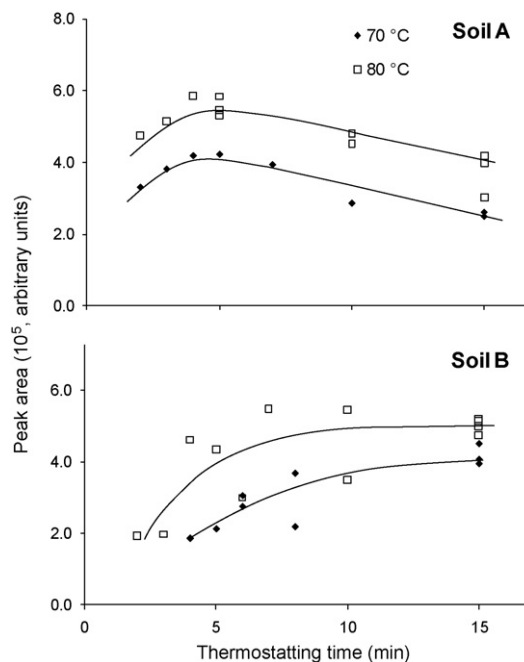 8.0
Soil A
70 °C
80 °C
6.0
4.0
2.0
0.0
Peak area (10⁵, arbitrary units)
Soil B
6.0
4.0
2.0
0.0
0
5
10
15
Thermostatting time (min)